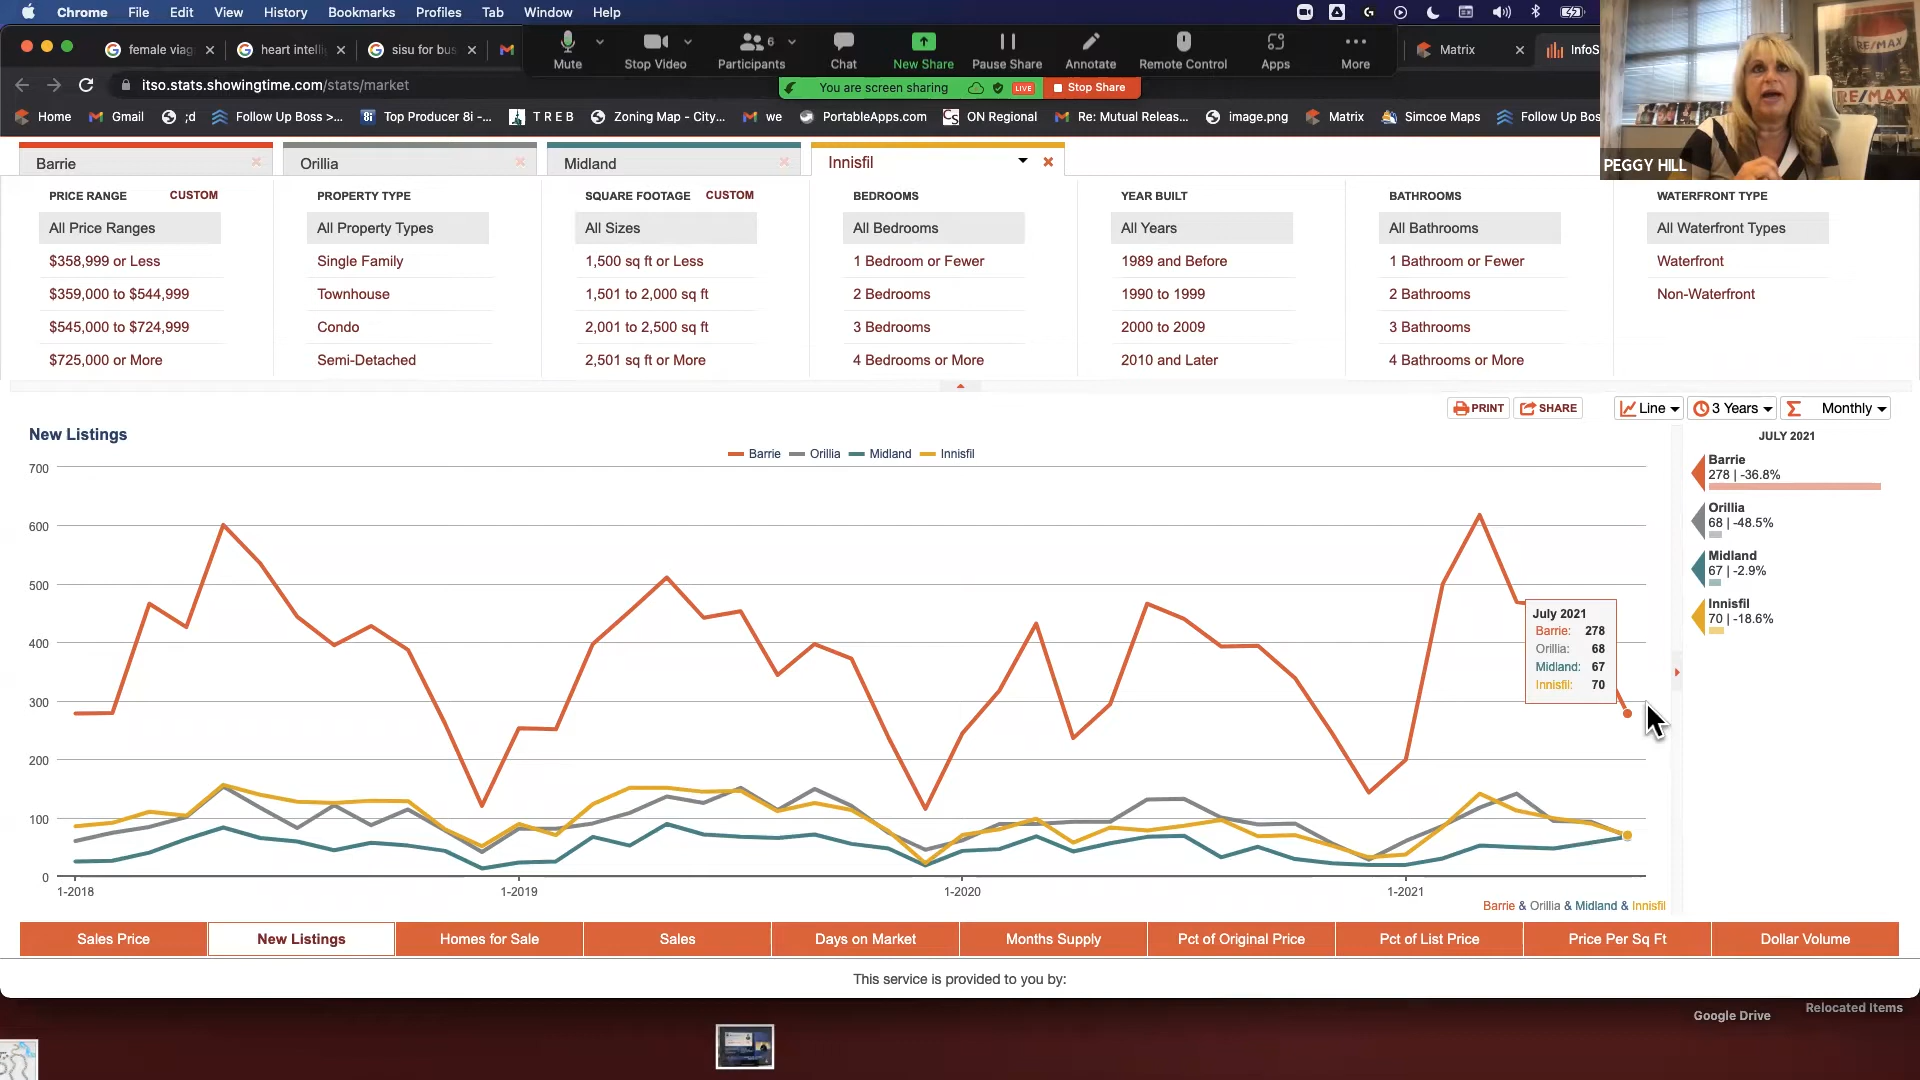 Chrome File Edit View History Bookmarks Profiles Tab Window Help
female viag heart intelli sisu for bus Matrix InfoS
Mute Stop Video Participants 6 Chat New Share Pause Share Annotate Remote Control Apps More
itso.stats.showingtime.com/stats/market
You are screen sharing LIVE Stop Share
Home Gmail ;d Follow Up Boss >... Top Producer 8i -... T R E B Zoning Map - City... we PortableApps.com ON Regional Re: Mutual Releas... image.png Matrix Simcoe Maps Follow Up Bos
RE/MAX
RE/MAX
PEGGY HILL
Barrie Orillia Midland Innisfil
PRICE RANGE CUSTOM PROPERTY TYPE SQUARE FOOTAGE CUSTOM BEDROOMS YEAR BUILT BATHROOMS WATERFRONT TYPE
All Price Ranges All Property Types All Sizes All Bedrooms All Years All Bathrooms All Waterfront Types
$358,999 or Less Single Family 1,500 sq ft or Less 1 Bedroom or Fewer 1989 and Before 1 Bathroom or Fewer Waterfront
$359,000 to $544,999 Townhouse 1,501 to 2,000 sq ft 2 Bedrooms 1990 to 1999 2 Bathrooms Non-Waterfront
$545,000 to $724,999 Condo 2,001 to 2,500 sq ft 3 Bedrooms 2000 to 2009 3 Bathrooms
$725,000 or More Semi-Detached 2,501 sq ft or More 4 Bedrooms or More 2010 and Later 4 Bathrooms or More
PRINT SHARE Line 3 Years Monthly
New Listings
Barrie Orillia Midland Innisfil
700
600
500
400
300
200
100
0
1-2018 1-2019 1-2020 1-2021
July 2021
Barrie: 278
Orillia: 68
Midland: 67
Innisfil: 70
JULY 2021
Barrie
278 | -36.8%
Orillia
68 | -48.5%
Midland
67 | -2.9%
Innisfil
70 | -18.6%
Barrie & Orillia & Midland & Innisfil
Sales Price New Listings Homes for Sale Sales Days on Market Months Supply Pct of Original Price Pct of List Price Price Per Sq Ft Dollar Volume
This service is provided to you by:
Google Drive Relocated Items